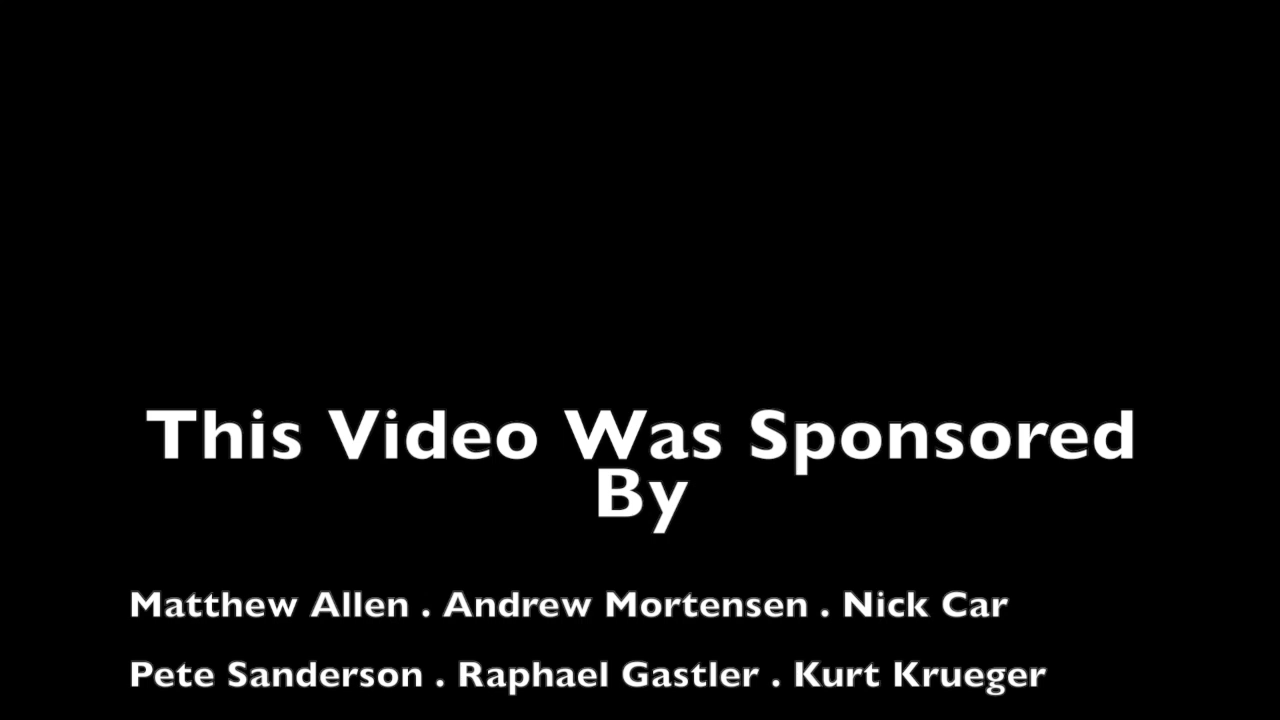 This Video Was Sponsored
By
Matthew Allen . Andrew Mortensen . Nick Car
Pete Sanderson . Raphael Gastler . Kurt Krueger